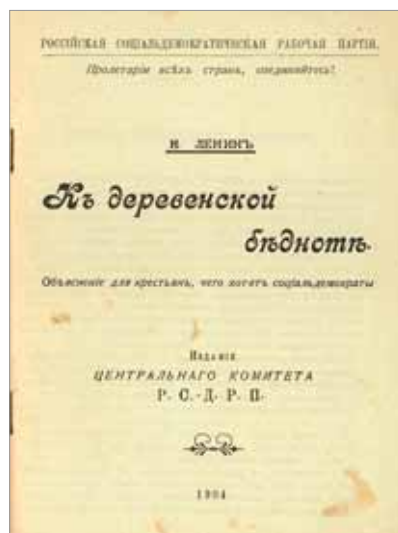 РОССІЙСКАЯ СОЦІАЛЬДЕМОКРАТИЧЕСКАЯ РАБОЧАЯ ПАРТІЯ.
Пролетаріи всѣхъ странъ, соединяйтесь!
Н ЛЕНИНЪ
Къ деревенской
бѣднотѣ.
Объясненіе для крестьянъ, чего хотятъ соціальдемократы
Изданіе
ЦЕНТРАЛЬНАГО КОМИТЕТА
Р. С.-Д. Р. П.
1904